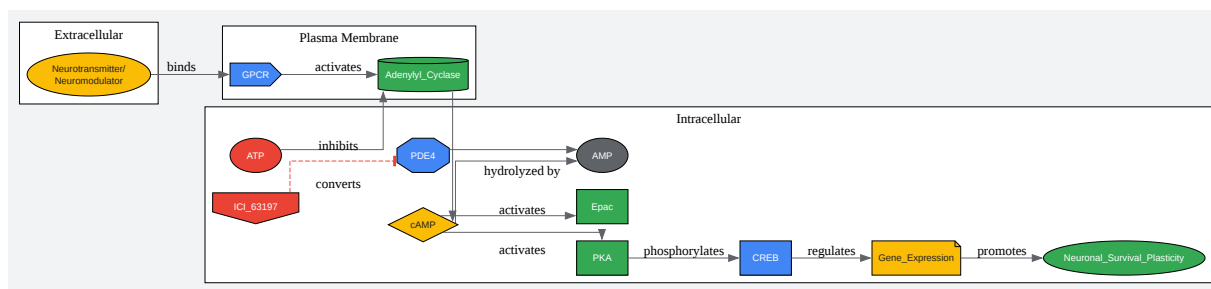 Extracellular
Neurotransmitter/
Neuromodulator
binds
Plasma Membrane
GPCR
activates
Adenylyl_Cyclase
Intracellular
ATP
inhibits
PDE4
AMP
hydrolyzed by
converts
ICI_63197
cAMP
activates
Epac
activates
PKA
phosphorylates
CREB
regulates
Gene_Expression
promotes
Neuronal_Survival_Plasticity